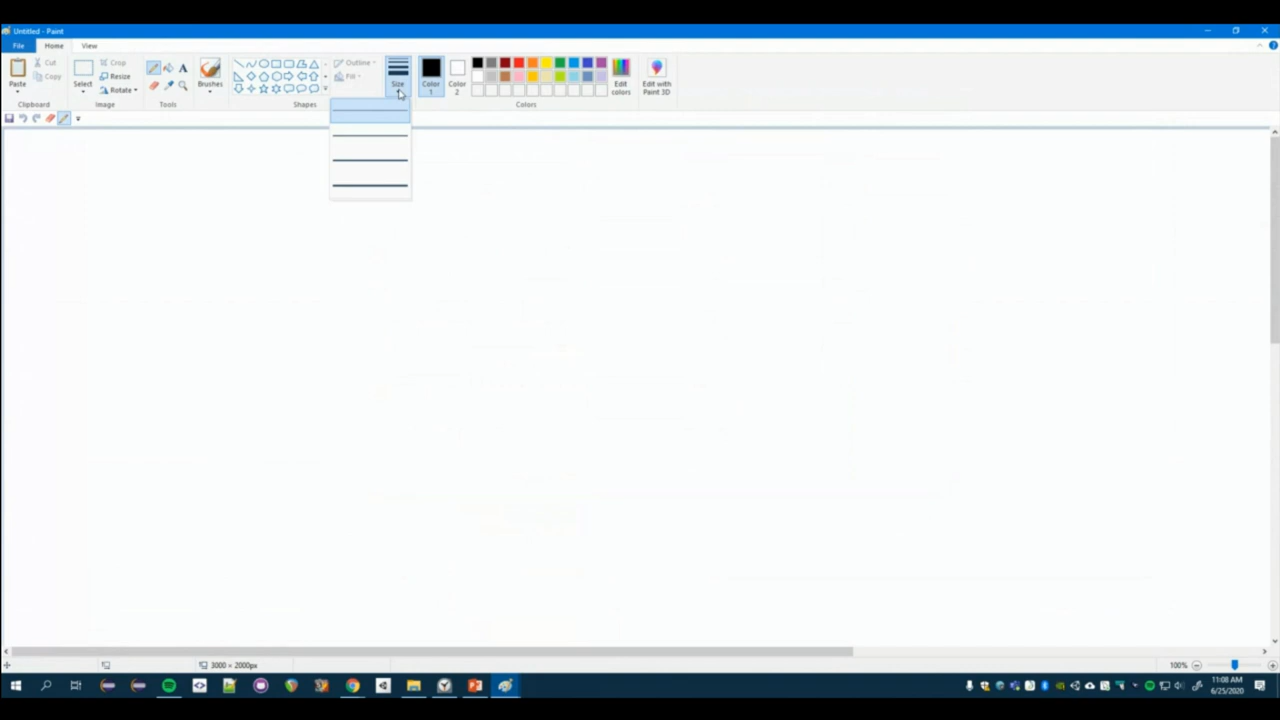 Untitled - Paint
File Home View
Paste
Cut
Copy
Clipboard
Select
Crop
Resize
Rotate
Image
A
Tools
Brushes
Shapes
Outline
Fill
Size
Color 1
Color 2
Colors
Edit colors
Edit with Paint 3D
3000 × 2000px
100%
11:08 AM
6/25/2020